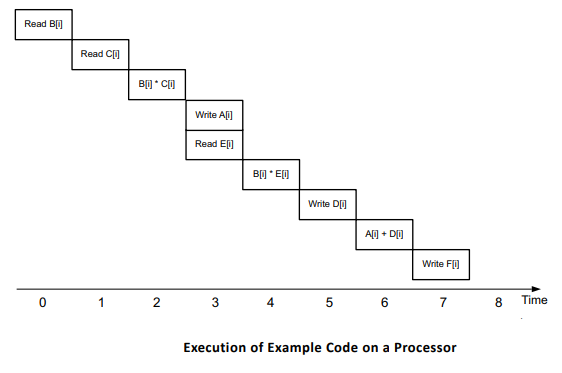 Read B[i]
Read C[i]
B[i] * C[i]
Write A[i]
Read E[i]
B[i] * E[i]
Write D[i]
A[i] + D[i]
Write F[i]
0 1 2 3 4 5 6 7 8 Time
Execution of Example Code on a Processor